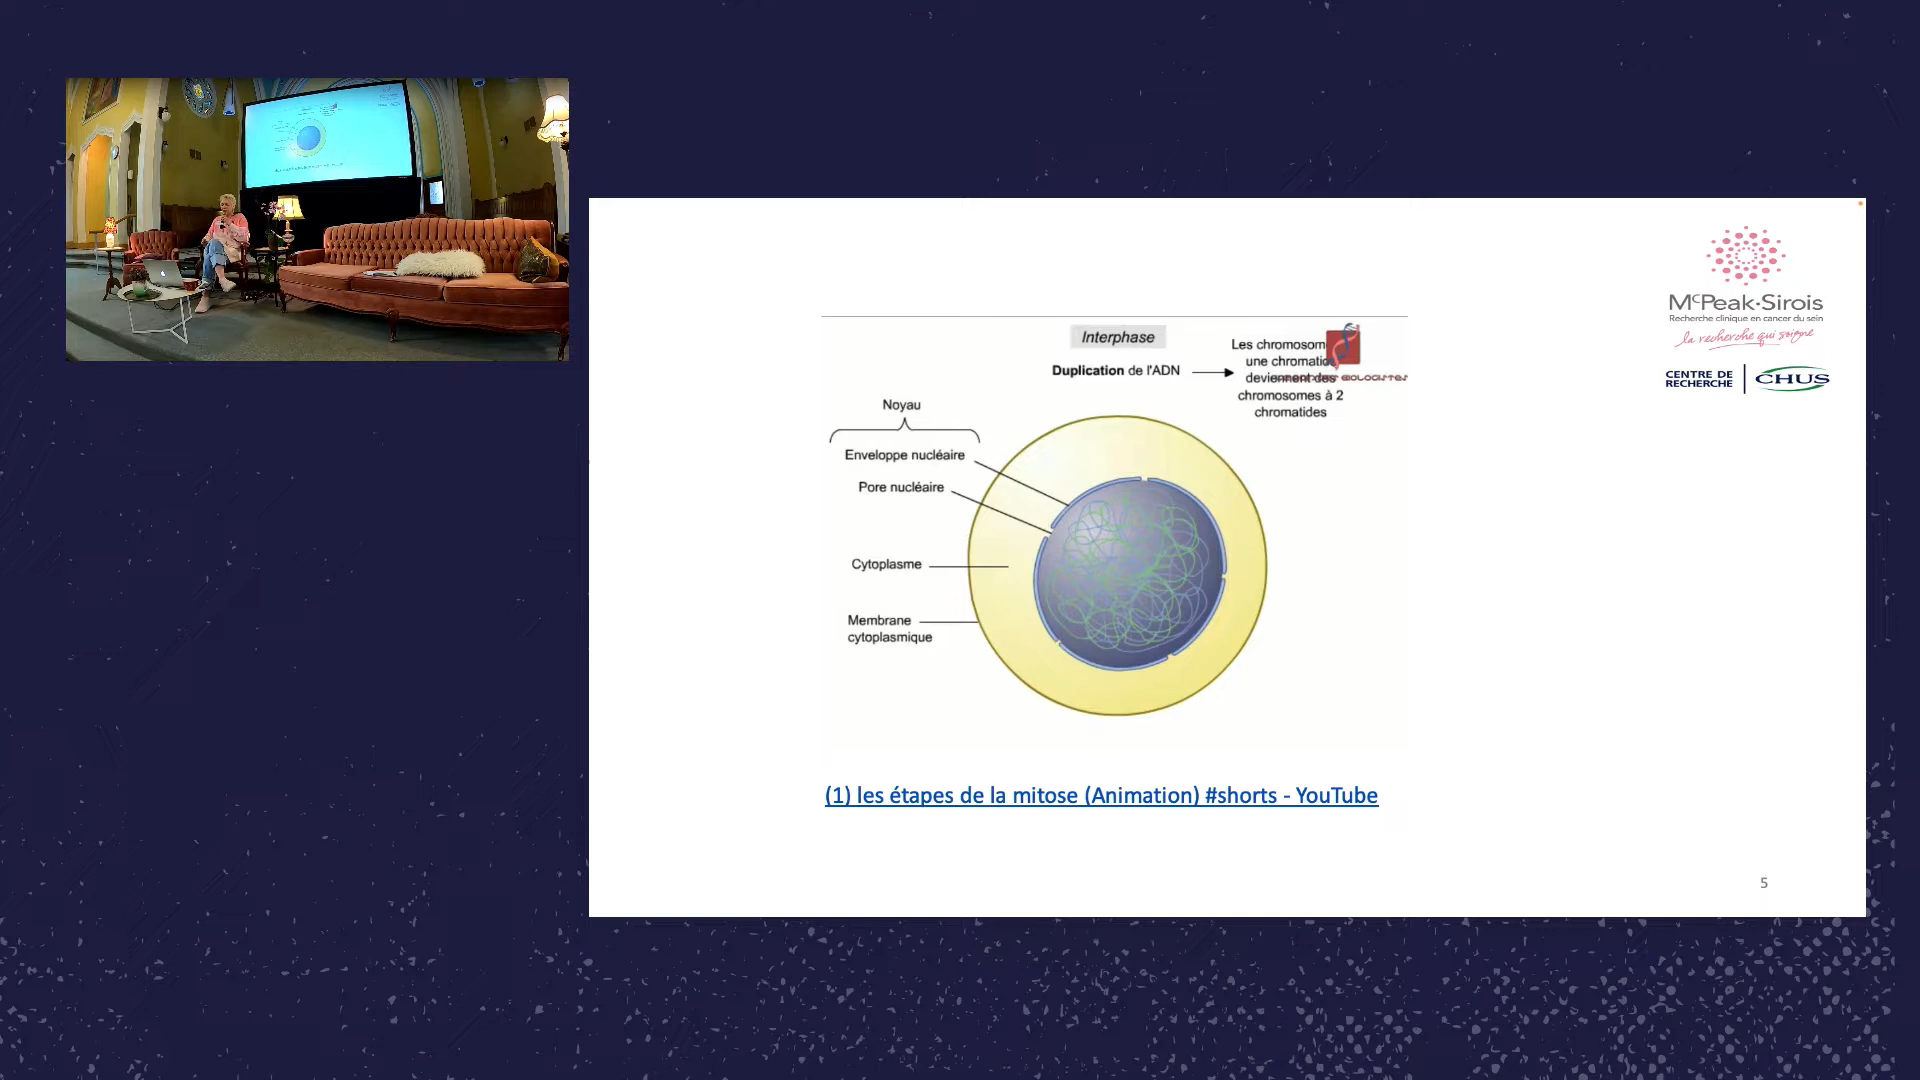 McPeak·Sirois
Recherche clinique en cancer du sein
la recherche qui soigne
CENTRE DE
RECHERCHE
CHUS
Interphase
Duplication de l'ADN
Les chromosom
une chromatid
deviennent des
chromosomes à 2
chromatides
Noyau
Enveloppe nucléaire
Pore nucléaire
Cytoplasme
Membrane
cytoplasmique
(1) les étapes de la mitose (Animation) #shorts - YouTube
5